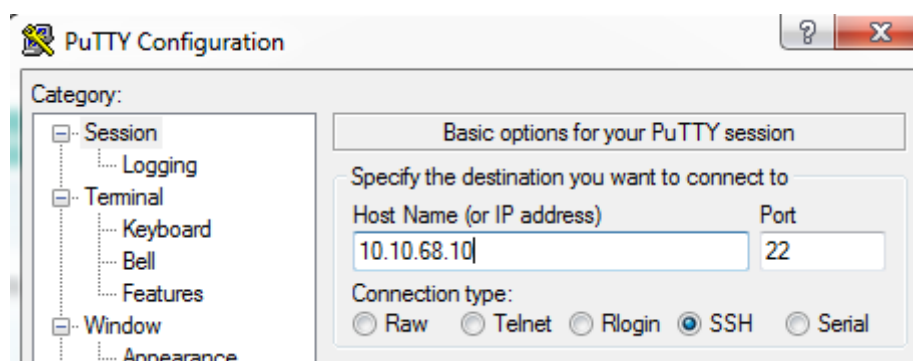 PuTTY Configuration
Category:
Session
Logging
Terminal
Keyboard
Bell
Features
Window
Appearance
Basic options for your PuTTY session
Specify the destination you want to connect to
Host Name (or IP address) Port
10.10.68.10 22
Connection type:
Raw Telnet Rlogin SSH Serial